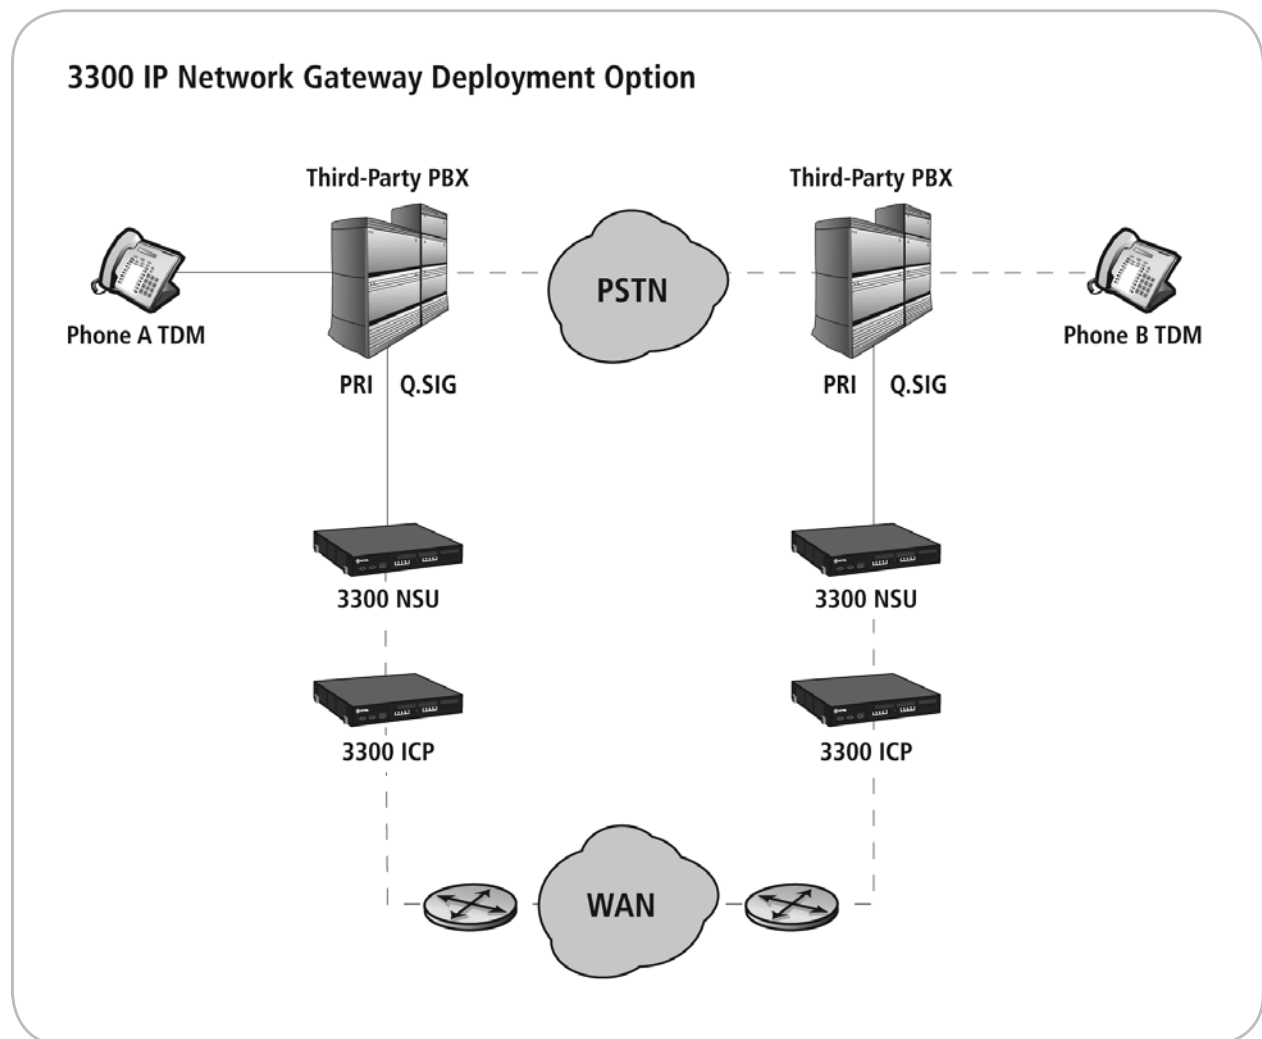 3300 IP Network Gateway Deployment Option
Third-Party PBX
Third-Party PBX
PSTN
Phone A TDM
Phone B TDM
PRI
Q.SIG
PRI
Q.SIG
3300 NSU
3300 NSU
3300 ICP
3300 ICP
WAN